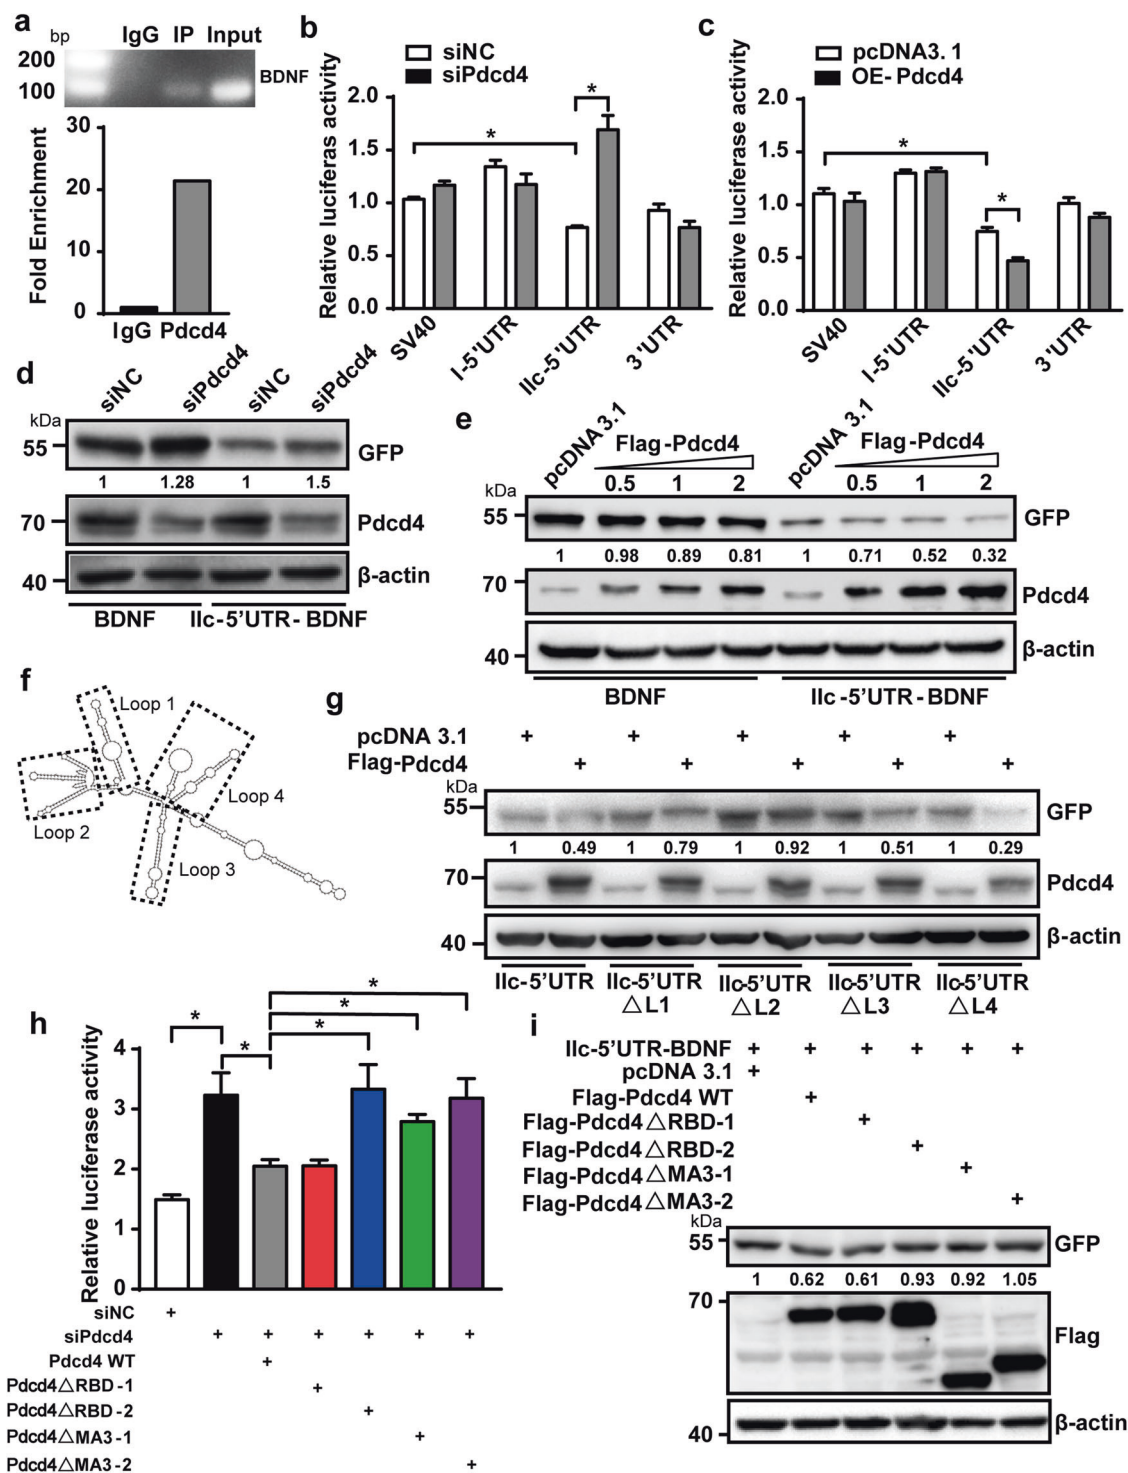 a
bp
IgG IP Input
200
100
BDNF
Fold Enrichment
30
20
10
0
IgG Pdcd4
b
siNC
siPdcd4
Relative luciferas activity
2.0
1.5
1.0
0.5
0.0
*
*
SV40
I-5'UTR
IIc-5'UTR
3'UTR
c
pcDNA3.1
OE-Pdcd4
Relative luciferase activity
2.0
1.5
1.0
0.5
0.0
*
*
SV40
I-5'UTR
IIc-5'UTR
3'UTR
d
siNC siPdcd4 siNC siPdcd4
kDa
55 GFP
1 1.28 1 1.5
70 Pdcd4
40 β-actin
BDNF IIc-5'UTR-BDNF
e
pcDNA 3.1 Flag-Pdcd4 pcDNA 3.1 Flag-Pdcd4
0.5 1 2 0.5 1 2
kDa
55 GFP
1 0.98 0.89 0.81 1 0.71 0.52 0.32
70 Pdcd4
40 β-actin
BDNF IIc-5'UTR-BDNF
f
Loop 1
Loop 4
Loop 2
Loop 3
g
pcDNA 3.1 + + + + +
Flag-Pdcd4 + + + + +
kDa
55 GFP
1 0.49 1 0.79 1 0.92 1 0.51 1 0.29
70 Pdcd4
40 β-actin
IIc-5'UTR IIc-5'UTR IIc-5'UTR IIc-5'UTR IIc-5'UTR
△L1 △L2 △L3 △L4
h
Relative luciferase activity
4
3
2
1
0
*
*
*
*
*
siNC +
siPdcd4 + + + + + +
Pdcd4 WT +
Pdcd4△RBD-1 +
Pdcd4△RBD-2 +
Pdcd4△MA3-1 +
Pdcd4△MA3-2 +
i
IIc-5'UTR-BDNF + + + + + +
pcDNA 3.1 +
Flag-Pdcd4 WT +
Flag-Pdcd4△RBD-1 +
Flag-Pdcd4△RBD-2 +
Flag-Pdcd4△MA3-1 +
Flag-Pdcd4△MA3-2 +
kDa
55 GFP
1 0.62 0.61 0.93 0.92 1.05
70 Flag
40 β-actin